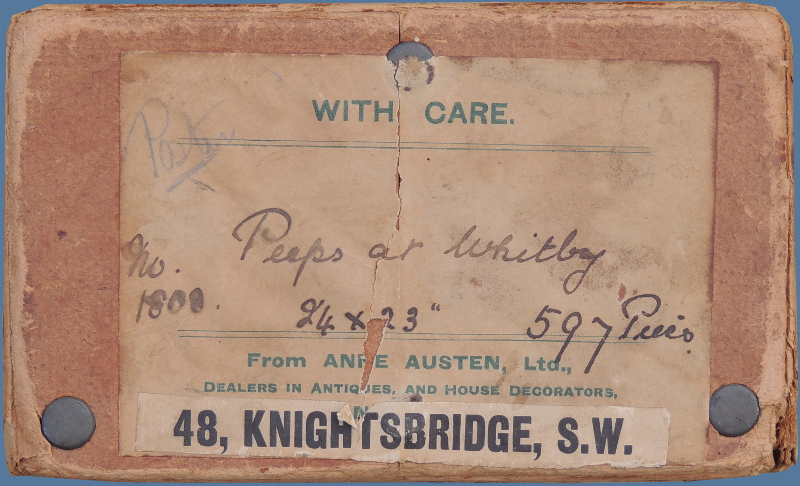 WITH CARE.
Peeps at Whitby
No.
1800.
24 x 23"
597 Pieces
From ANNE AUSTEN, Ltd.,
DEALERS IN ANTIQUES, AND HOUSE DECORATORS,
48, KNIGHTSBRIDGE, S.W.